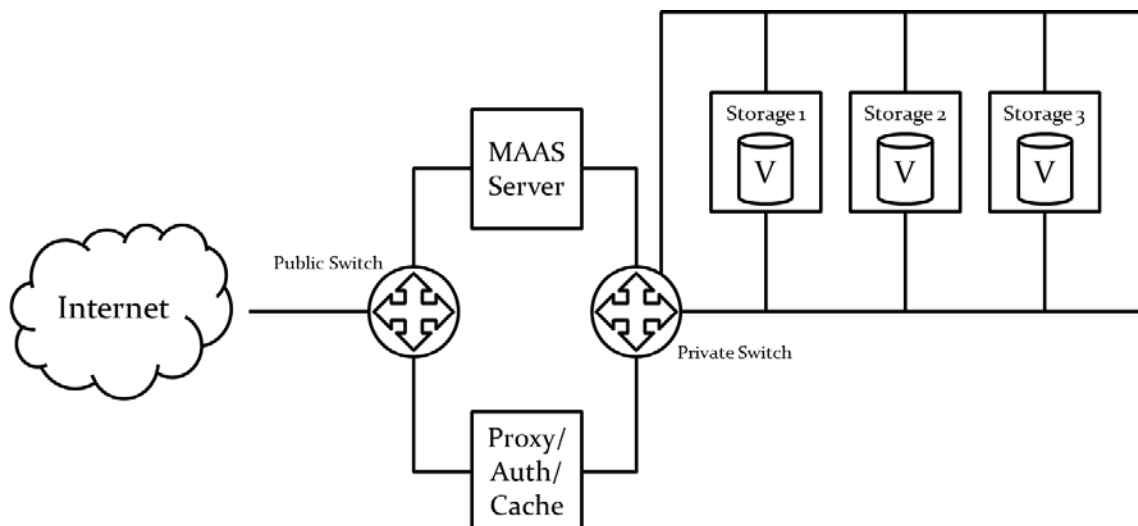 Internet
Public Switch
MAAS
Server
Proxy/
Auth/
Cache
Private Switch
Storage 1
V
Storage 2
V
Storage 3
V